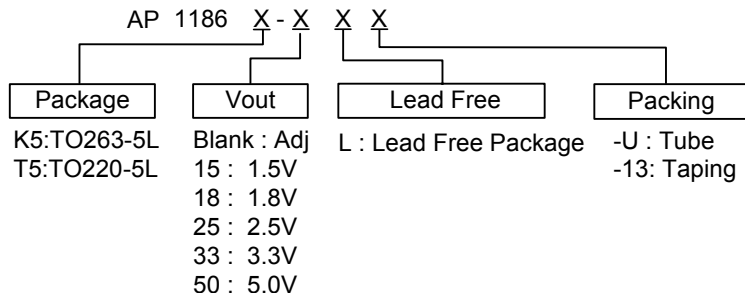 AP 1186 X - X X X
Package Vout Lead Free Packing
K5:TO263-5L Blank : Adj L : Lead Free Package -U : Tube
T5:TO220-5L 15 : 1.5V -13: Taping
18 : 1.8V
25 : 2.5V
33 : 3.3V
50 : 5.0V